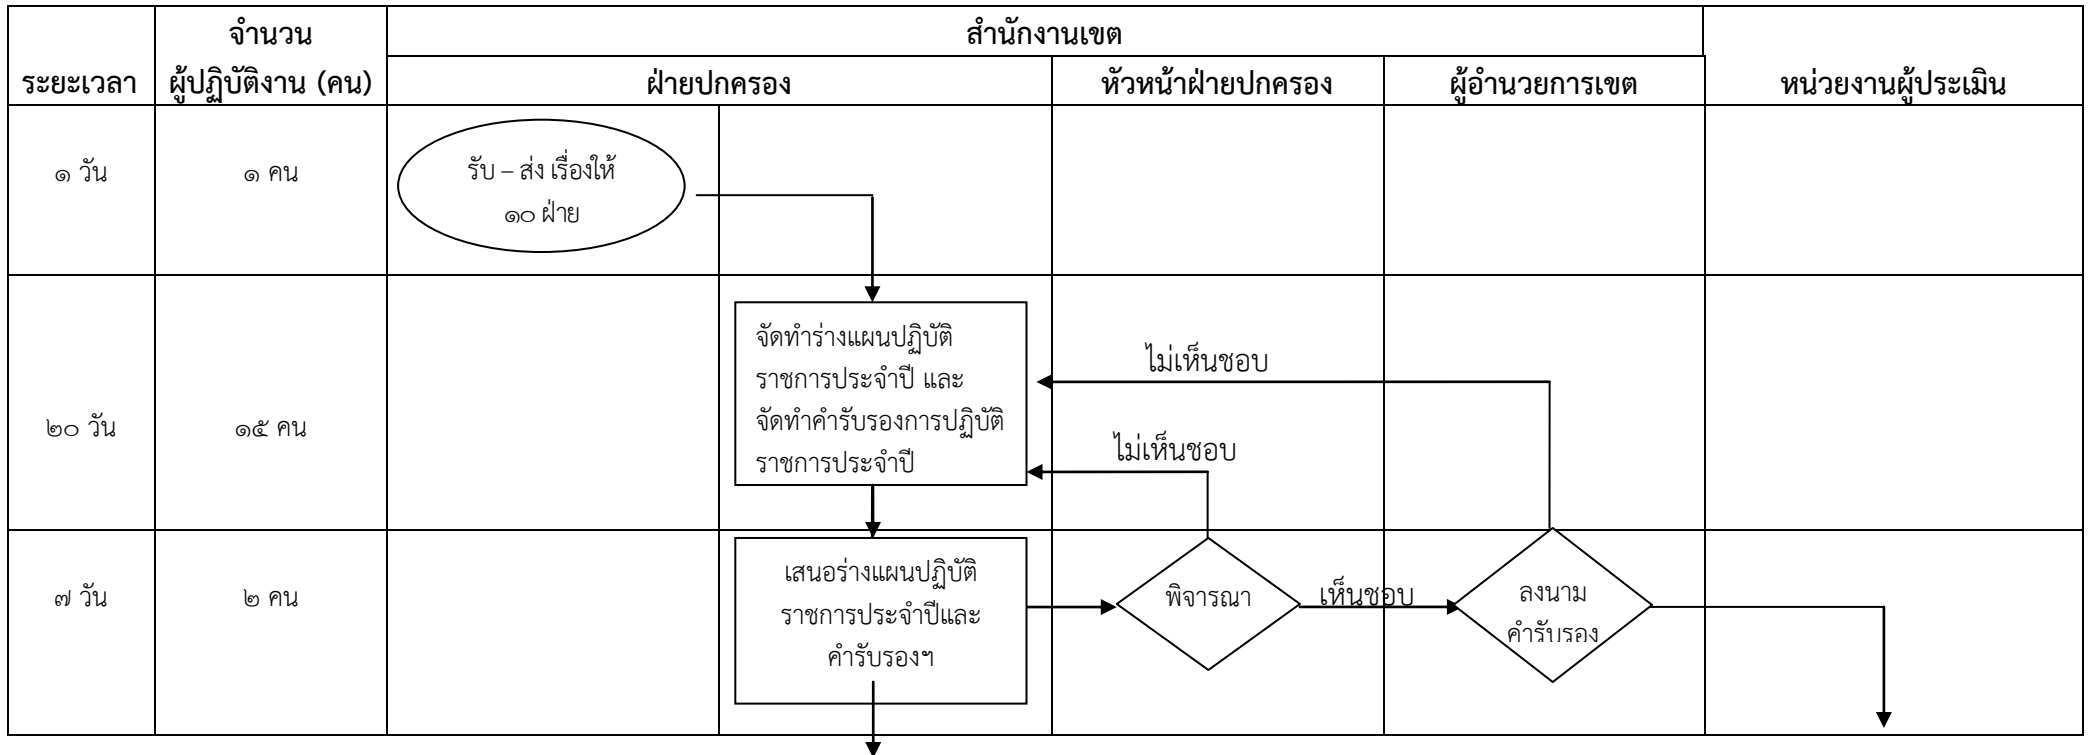 จำนวน
สำนักงานเขต
ระยะเวลา
ผู้ปฏิบัติงาน (คน)
ฝ่ายปกครอง
หัวหน้าฝ่ายปกครอง
ผู้อำนวยการเขต
หน่วยงานผู้ประเมิน
๑ วัน
๑ คน
รับ – ส่ง เรื่องให้
๑๐ ฝ่าย
๒๐ วัน
๑๕ คน
จัดทำร่างแผนปฏิบัติ
ราชการประจำปี และ
จัดทำคำรับรองการปฏิบัติ
ราชการประจำปี
ไม่เห็นชอบ
ไม่เห็นชอบ
๗ วัน
๒ คน
เสนอร่างแผนปฏิบัติ
ราชการประจำปีและ
คำรับรองฯ
พิจารณา
เห็นชอบ
ลงนาม
คำรับรอง